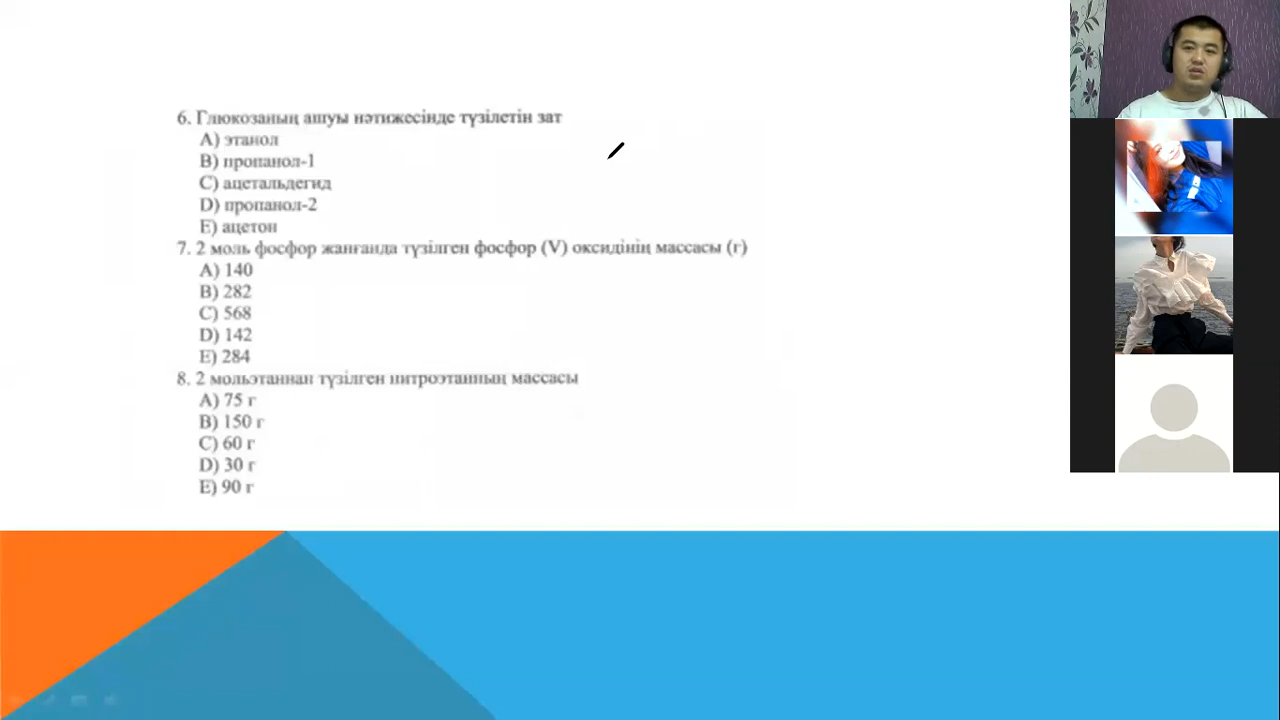 6. Глюкозаның ашуы нәтижесінде түзілетін зат
A) этанол
B) пропанол-1
C) ацетальдегид
D) пропанол-2
E) ацетон
7. 2 моль фосфор жанғанда түзілген фосфор (V) оксидінің массасы (г)
A) 140
B) 282
C) 568
D) 142
E) 284
8. 2 мольэтаннан түзілген нитроэтанның массасы
A) 75 г
B) 150 г
C) 60 г
D) 30 г
E) 90 г